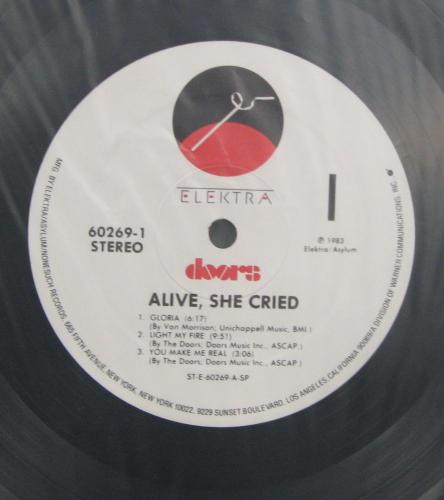 ELEKTRA
60269-1
STEREO
I
℗ 1983
Elektra/Asylum
doors
ALIVE, SHE CRIED
1. GLORIA (6:17)
(By Van Morrison; Unichappell Music, BMI.)
2. LIGHT MY FIRE (9:51)
(By The Doors; Doors Music Inc., ASCAP.)
3. YOU MAKE ME REAL (3:06)
(By The Doors; Doors Music Inc., ASCAP.)
ST-E-60269-A-SP
MFG. BY ELEKTRA/ASYLUM/NONESUCH RECORDS, 665 FIFTH AVENUE, NEW YORK, NEW YORK 10022, 9229 SUNSET BOULEVARD, LOS ANGELES, CALIFORNIA 90069/A DIVISION OF WARNER COMMUNICATIONS, INC.